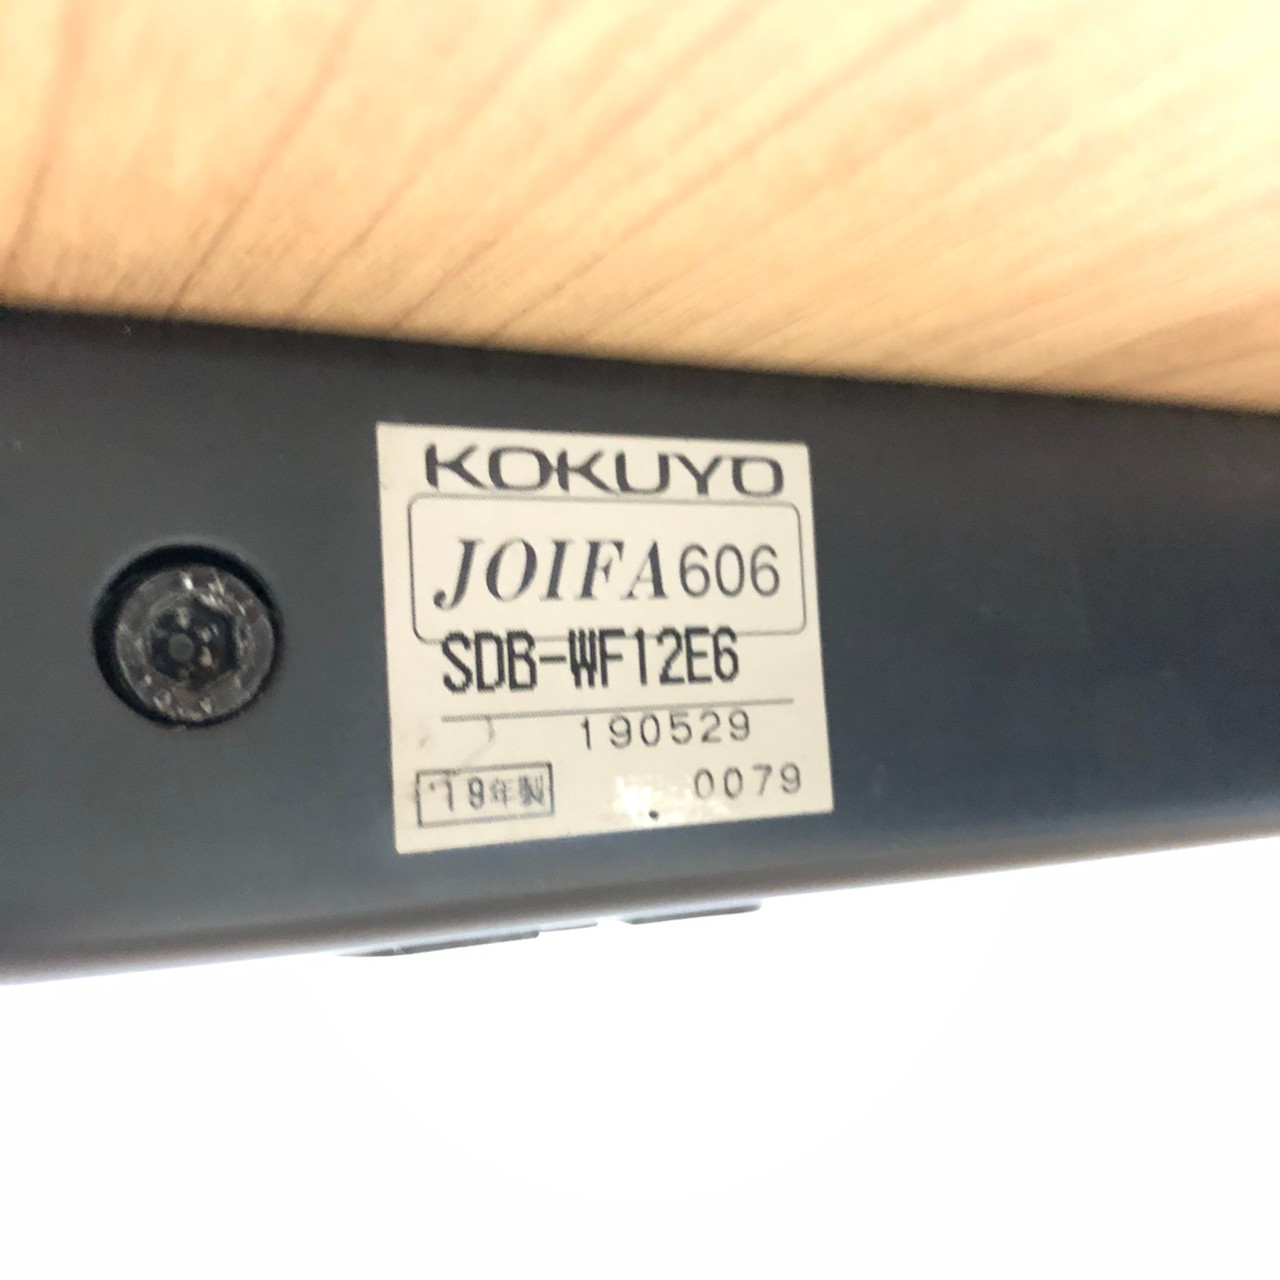 KOKUYO
JOIFA606
SDB-WF12E6
190529
'19年製
0079